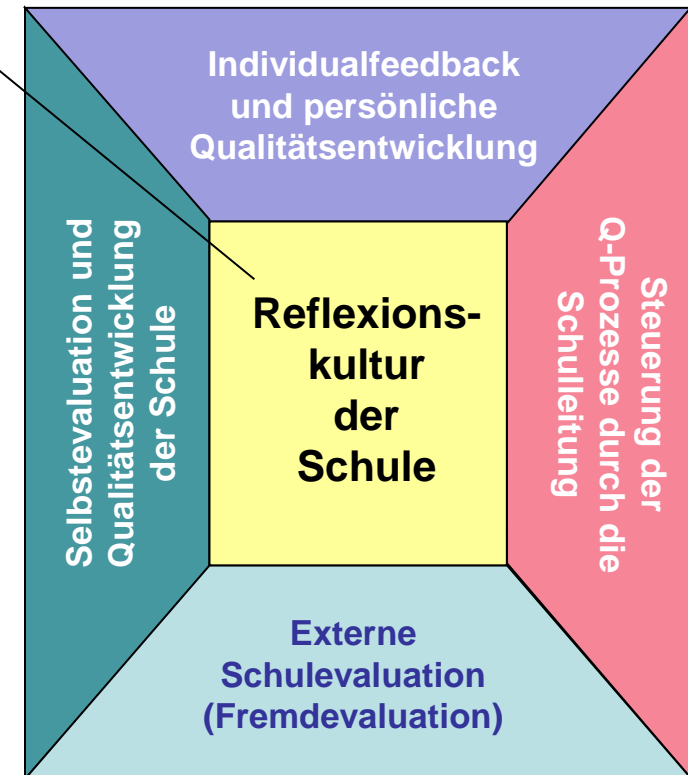 Individualfeedback
und persönliche
Qualitätsentwicklung
Selbstevaluation und
Qualitätsentwicklung
der Schule
Reflexions-
kultur
der
Schule
Steuerung der
Q-Prozesse durch die
Schulleitung
Externe
Schulevaluation
(Fremdevaluation)